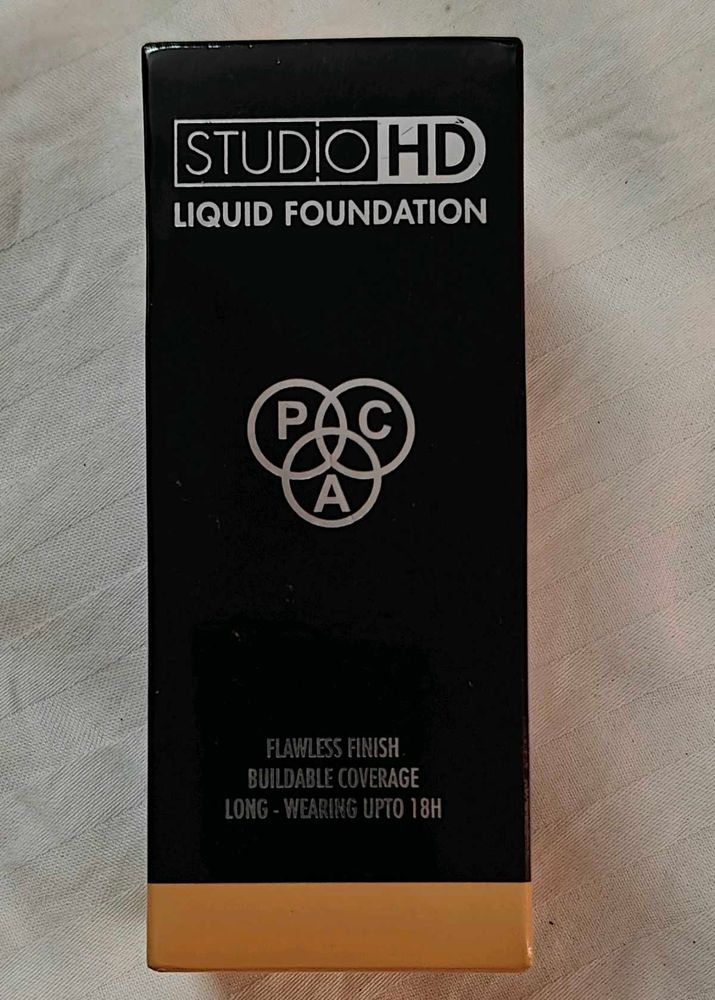 STUDIO HD
LIQUID FOUNDATION
P C
A
FLAWLESS FINISH
BUILDABLE COVERAGE
LONG - WEARING UPTO 18H